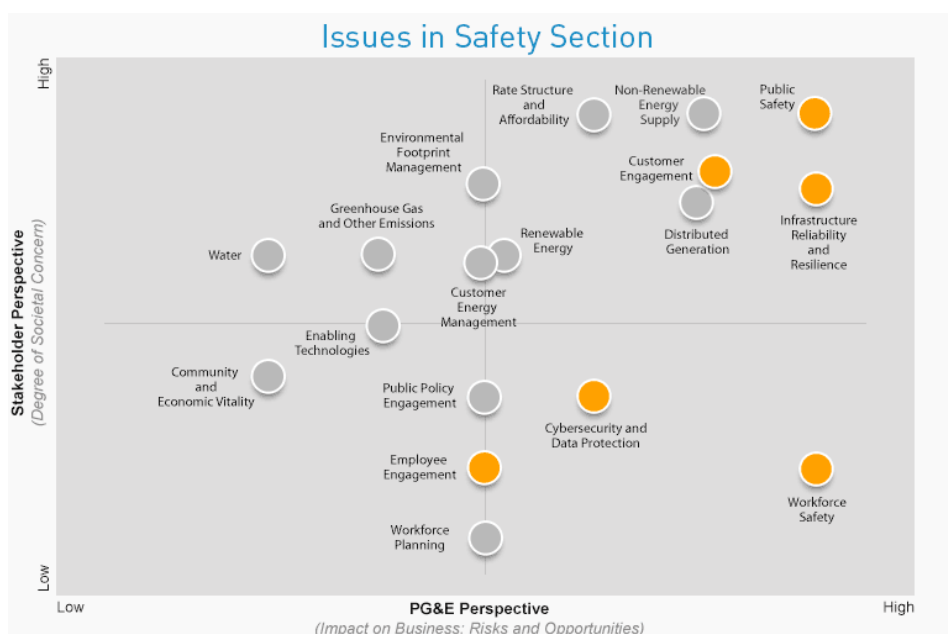 Issues in Safety Section
High
Rate Structure
and
Affordability
Non-Renewable
Energy
Supply
Public
Safety
Environmental
Footprint
Management
Customer
Engagement
Greenhouse Gas
and Other Emissions
Infrastructure
Reliability
and
Resilience
Distributed
Generation
Renewable
Energy
Water
Customer
Energy
Management
Enabling
Technologies
Community
and
Economic Vitality
Public Policy
Engagement
Cybersecurity and
Data Protection
Employee
Engagement
Workforce
Safety
Workforce
Planning
Stakeholder Perspective
(Degree of Societal Concern)
Low
Low
PG&E Perspective
High
(Impact on Business: Risks and Opportunities)